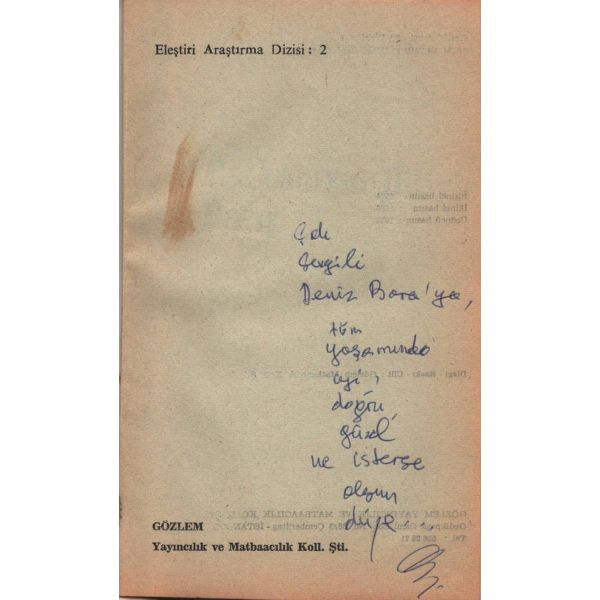 Eleştiri Araştırma Dizisi: 2
Çok
Sevgili
Deniz Bora'ya,
tüm
yaşamında
iyi,
doğru,
güzel
ne isterse
olsun
diye...
GÖZLEM
Yayıncılık ve Matbaacılık Koll. Şti.